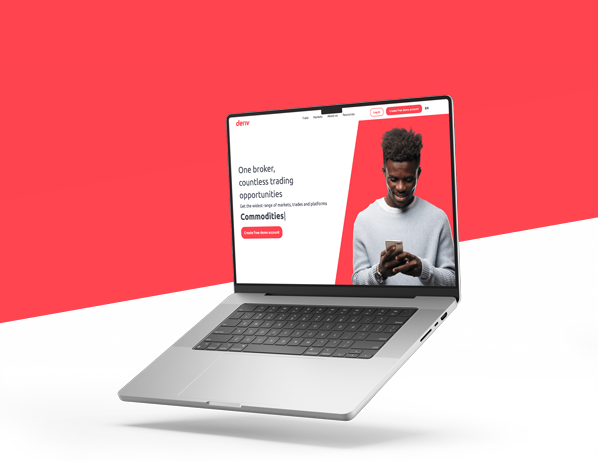 deriv
Trade Markets About us Resources
Log in
Create free demo account
EN
One broker,
countless trading
opportunities
Get the widest range of markets, trades and platforms
Commodities
Create free demo account